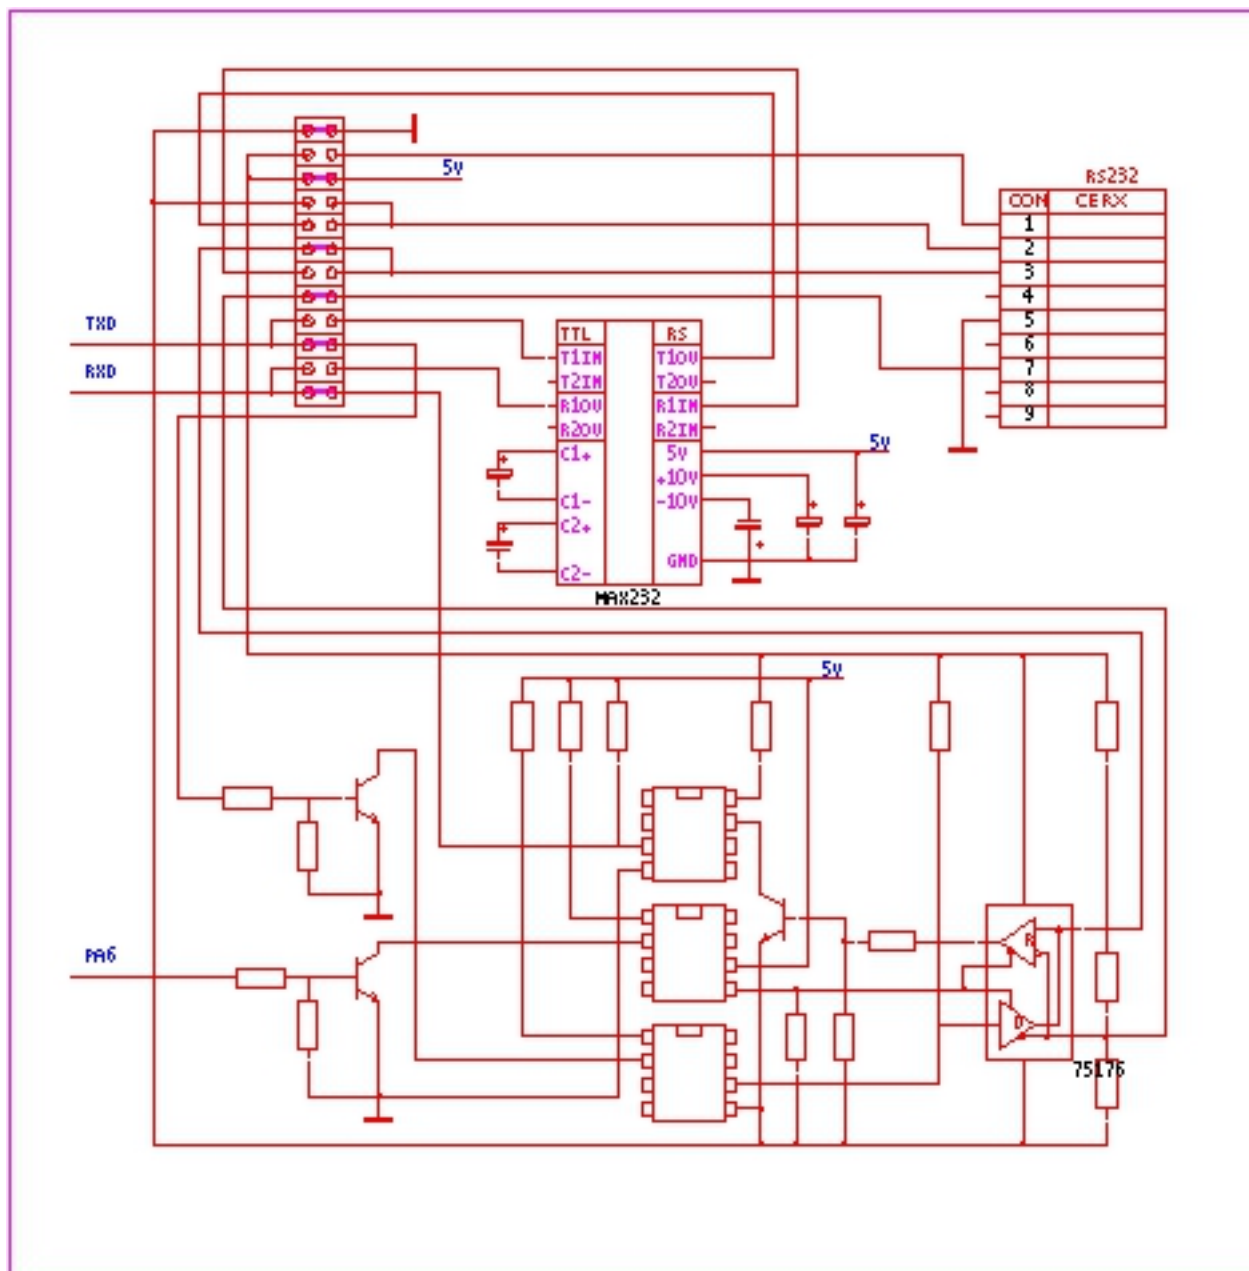 5V
RS232
CON CERX
1
2
3
4
5
6
7
8
9
TXD
RXD
TTL RS
T1IN T1OU
T2IN T2OU
R1OU R1IN
R2OU R2IN
C1+ 5V
+10V
C1- -10V
C2+
GND
C2-
MAX232
5V
5V
PA6
R
D
75176